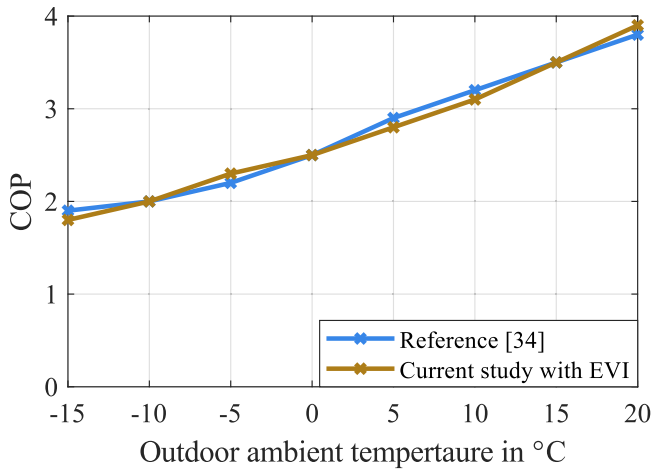 4
3
2
1
0
COP
-15 -10 -5 0 5 10 15 20
Outdoor ambient tempertaure in °C
Reference [34]
Current study with EVI